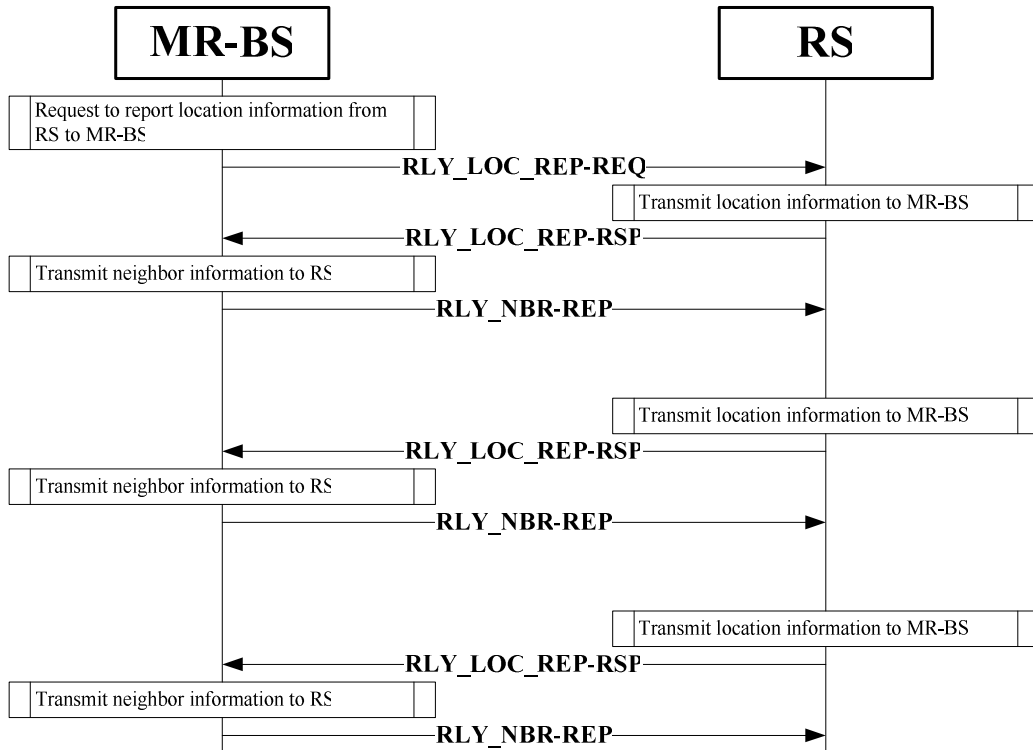 MR-BS
RS
Request to report location information from
RS to MR-BS
RLY_LOC_REP-REQ
Transmit location information to MR-BS
RLY_LOC_REP-RSP
Transmit neighbor information to RS
RLY_NBR-REP
Transmit location information to MR-BS
RLY_LOC_REP-RSP
Transmit neighbor information to RS
RLY_NBR-REP
Transmit location information to MR-BS
RLY_LOC_REP-RSP
Transmit neighbor information to RS
RLY_NBR-REP